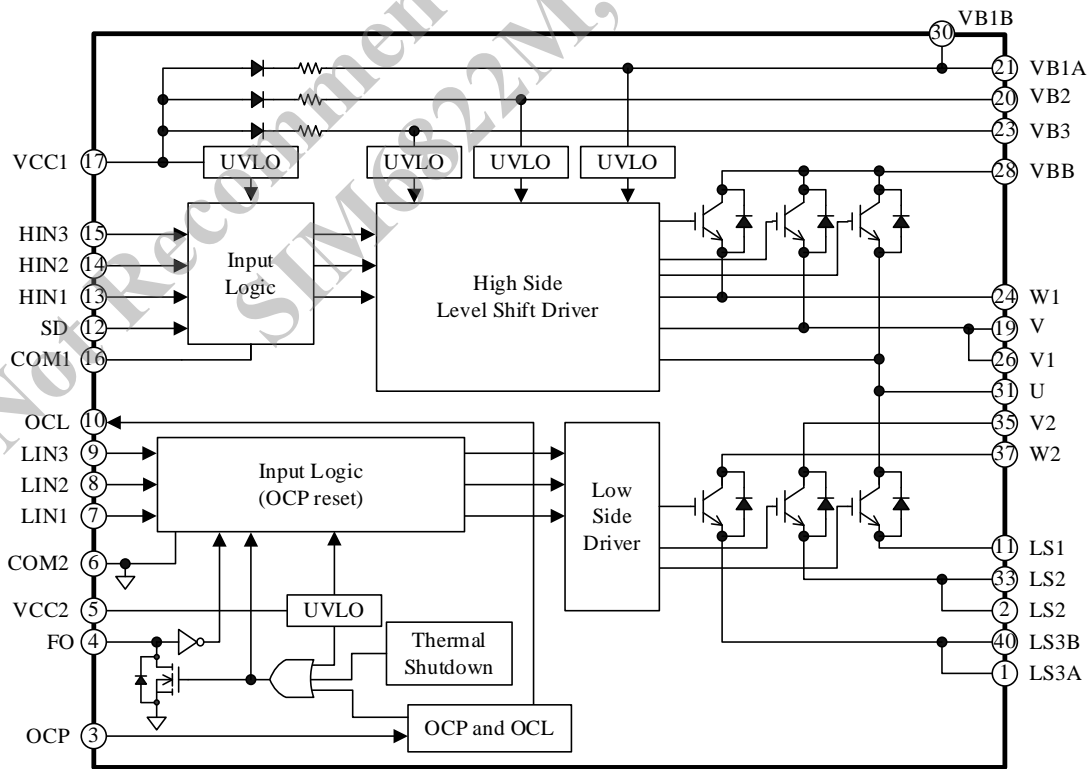 VB1B
30
21 VB1A
20 VB2
23 VB3
VCC1 17
UVLO
UVLO
UVLO
UVLO
28 VBB
HIN3 15
HIN2 14
HIN1 13
SD 12
COM1 16
Input
Logic
High Side
Level Shift Driver
24 W1
19 V
26 V1
31 U
35 V2
37 W2
OCL 10
LIN3 9
LIN2 8
LIN1 7
COM2 6
VCC2 5
FO 4
OCP 3
Input Logic
(OCP reset)
Low
Side
Driver
UVLO
Thermal
Shutdown
OCP and OCL
11 LS1
33 LS2
2 LS2
40 LS3B
1 LS3A
Not Recomm
SIM6822M,